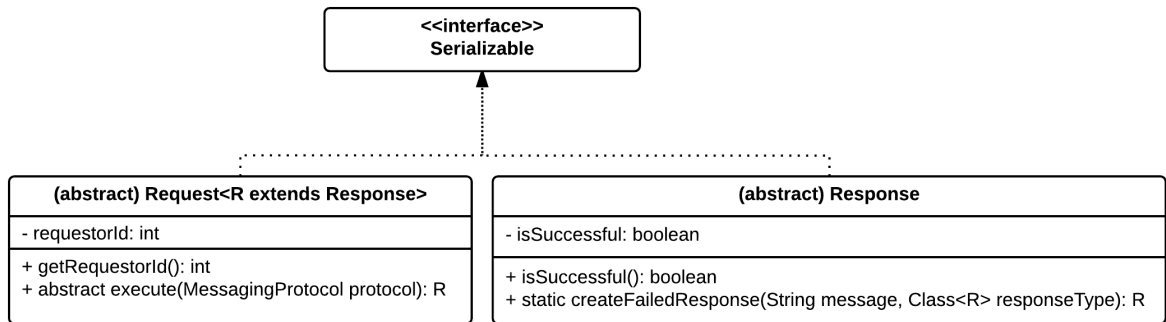 <<interface>>
Serializable
(abstract) Request<R extends Response>
- requestorId: int
+ getRequestorId(): int
+ abstract execute(MessagingProtocol protocol): R
(abstract) Response
- isSuccessful: boolean
+ isSuccessful(): boolean
+ static createFailedResponse(String message, Class<R> responseType): R